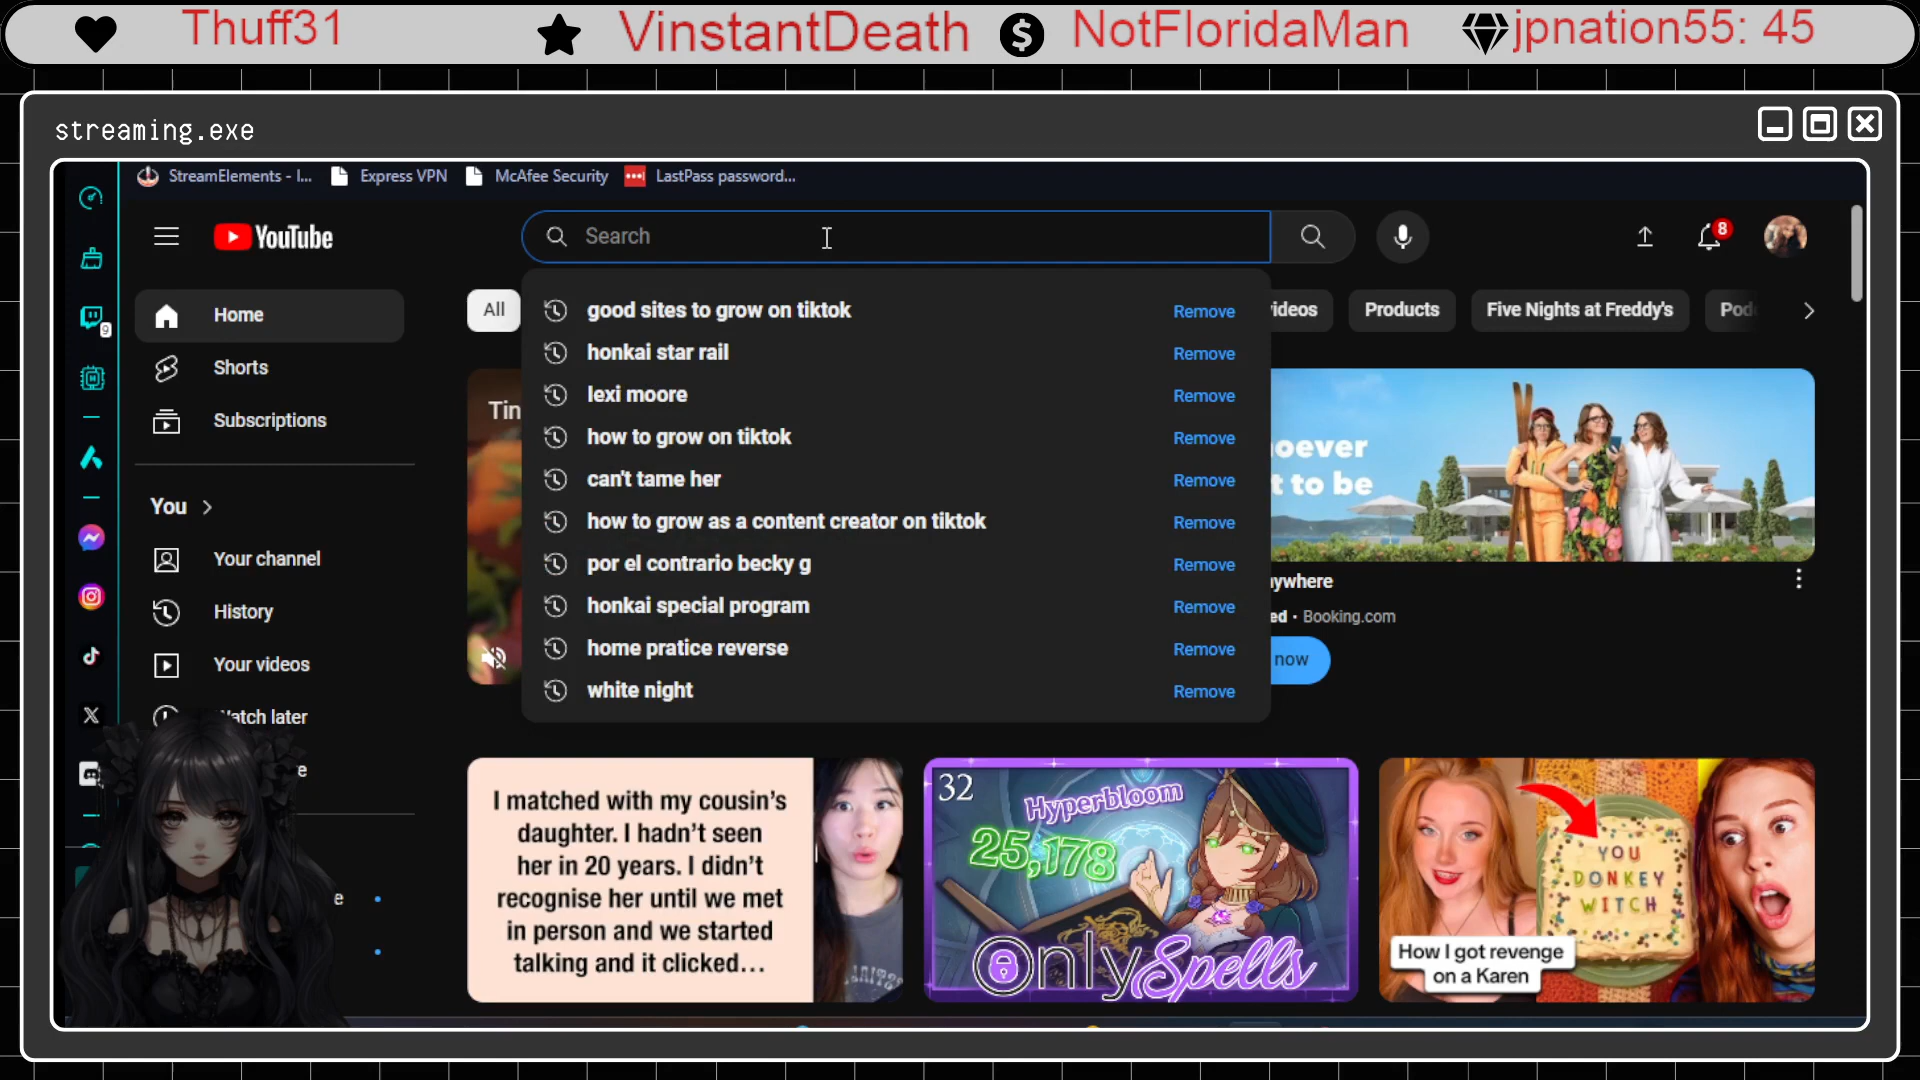 Thuff31
VinstantDeath
NotFloridaMan
jpnation55: 45
streaming.exe
StreamElements - I...
Express VPN
McAfee Security
LastPass password...
YouTube
Search
8
9
Home
Shorts
Subscriptions
You
Your channel
History
Your videos
Watch later
All
Products
Five Nights at Freddy's
Tin
good sites to grow on tiktok Remove
honkai star rail Remove
lexi moore Remove
how to grow on tiktok Remove
can't tame her Remove
how to grow as a content creator on tiktok Remove
por el contrario becky g Remove
honkai special program Remove
home pratice reverse Remove
white night Remove
t to be
Booking.com
now
I matched with my cousin's
daughter. I hadn't seen
her in 20 years. I didn't
recognise her until we met
in person and we started
talking and it clicked...
32
Hyperbloom
25,178
OnlySpells
YOU
DONKEY
WITCH
How I got revenge
on a Karen